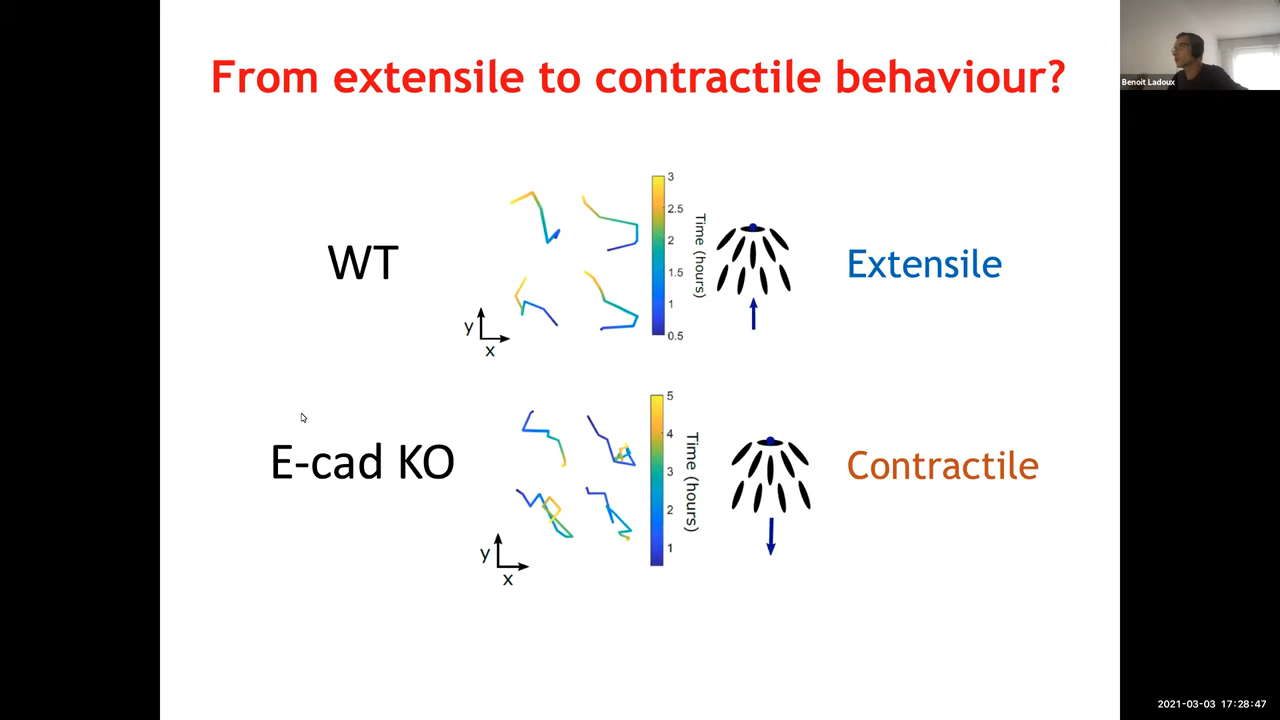 From extensile to contractile behaviour?
Benoit Ladoux
WT
y
x
3
2.5
2
1.5
1
0.5
Time (hours)
Extensile
E-cad KO
y
x
5
4
3
2
1
Time (hours)
Contractile
2021-03-03 17:28:47